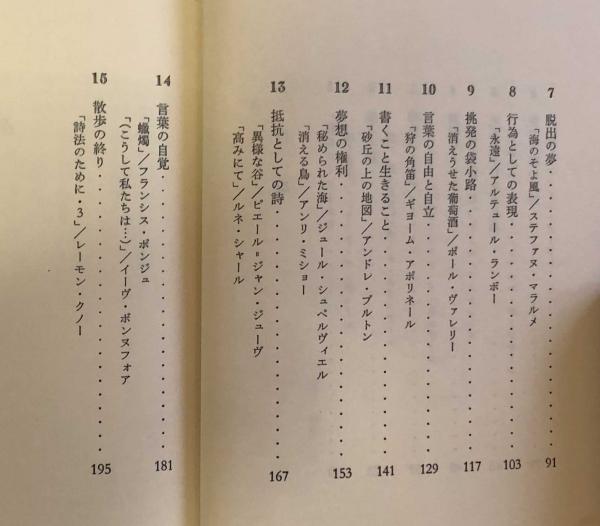 7 脱出の夢 91
「海のそよ風」/ステファヌ・マラルメ
8 行為としての表現 103
「永遠」/アルテュール・ランボー
9 挑発の袋小路 117
「消えうせた葡萄酒」/ポール・ヴァレリー
10 言葉の自由と自立 129
「狩の角笛」/ギヨーム・アポリネール
11 書くこと生きること 141
「砂丘の上の地図」/アンドレ・ブルトン
12 夢想の権利 153
「秘められた海」/ジュール・シュペルヴィエル
「消える鳥」/アンリ・ミショー
13 抵抗としての詩 167
「異様な谷」/ピエール=ジャン・ジューヴ
「高みにて」/ルネ・シャール
14 言葉の自覚 181
「蠟燭」/フランシス・ポンジュ
「(こうして私たちは…)」/イーヴ・ボンヌフォア
15 散歩の終り 195
「詩法のために・3」/レーモン・クノー